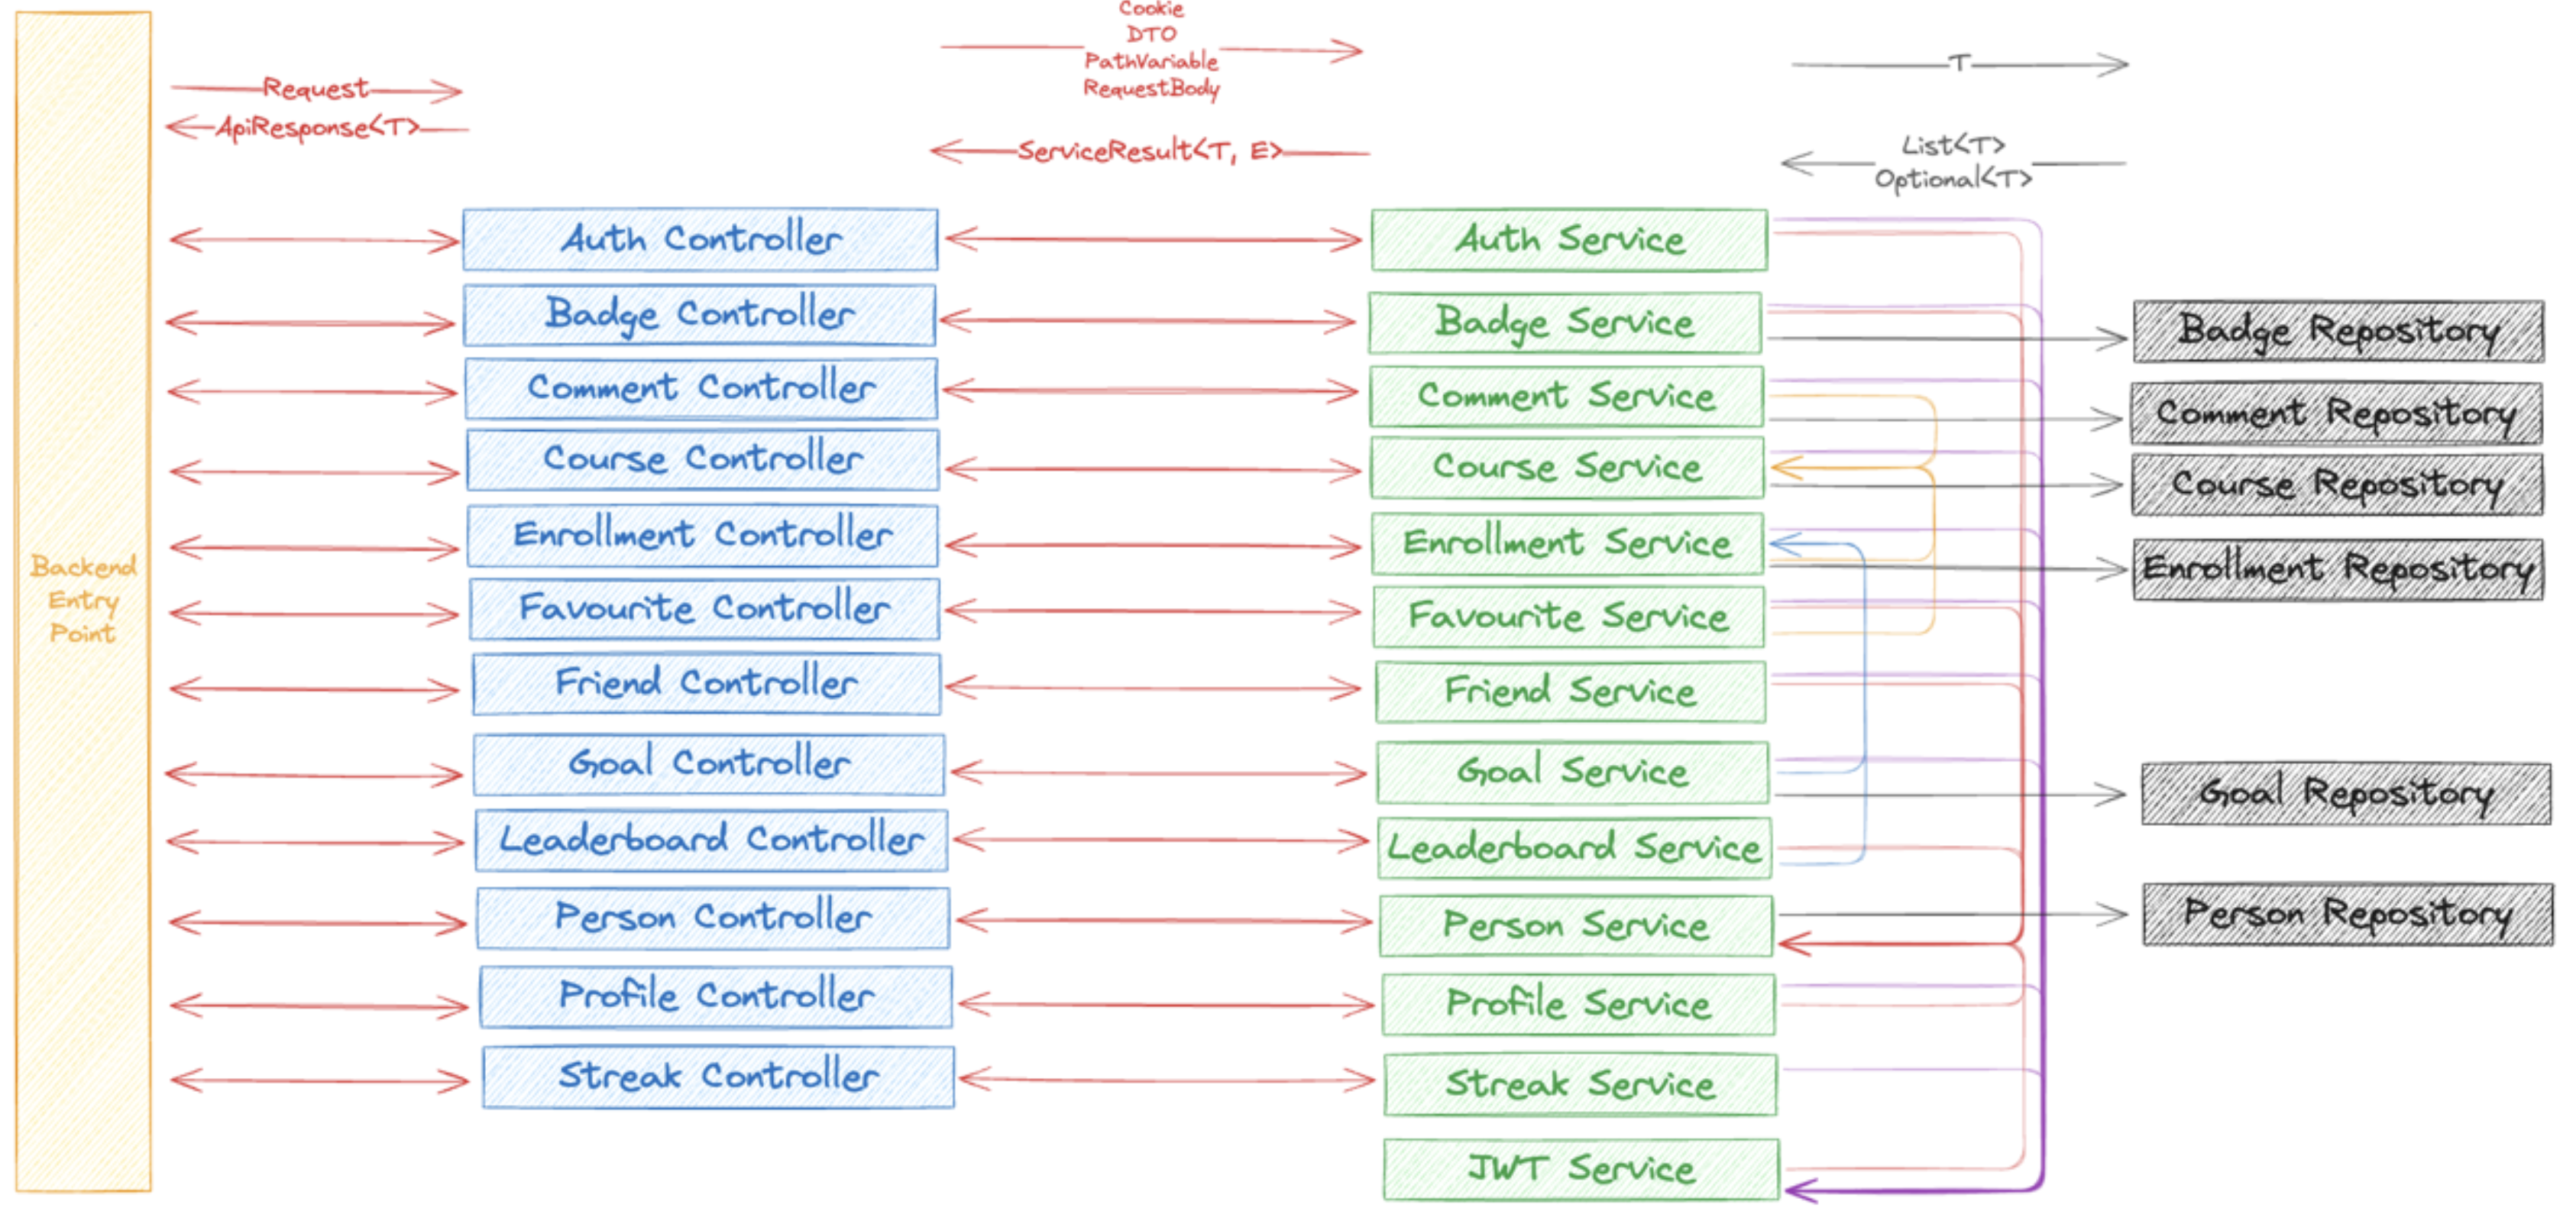 Cookie
DTO
PathVariable
RequestBody
T
Request
ApiResponse<T>
ServiceResult<T, E>
List<T>
Optional<T>
Backend
Entry
Point
Auth Controller
Auth Service
Badge Controller
Badge Service
Badge Repository
Comment Controller
Comment Service
Comment Repository
Course Controller
Course Service
Course Repository
Enrollment Controller
Enrollment Service
Enrollment Repository
Favourite Controller
Favourite Service
Friend Controller
Friend Service
Goal Controller
Goal Service
Goal Repository
Leaderboard Controller
Leaderboard Service
Person Controller
Person Service
Person Repository
Profile Controller
Profile Service
Streak Controller
Streak Service
JWT Service